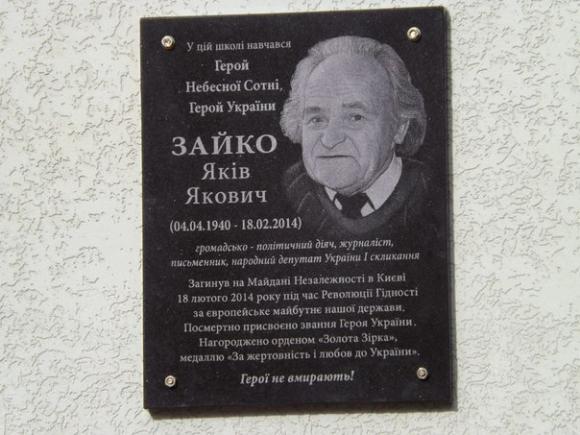 У цій школі навчався
Герой
Небесної Сотні,
Герой України
ЗАЙКО
Яків
Якович
(04.04.1940 - 18.02.2014)
громадсько - політичний діяч, журналіст,
письменник, народний депутат України І скликання
Загинув на Майдані Незалежності в Києві
18 лютого 2014 року під час Революції Гідності
за європейське майбутнє нашої держави.
Посмертно присвоєно звання Героя України.
Нагороджено орденом «Золота Зірка»,
медаллю «За жертовність і любов до України».
Герої не вмирають!